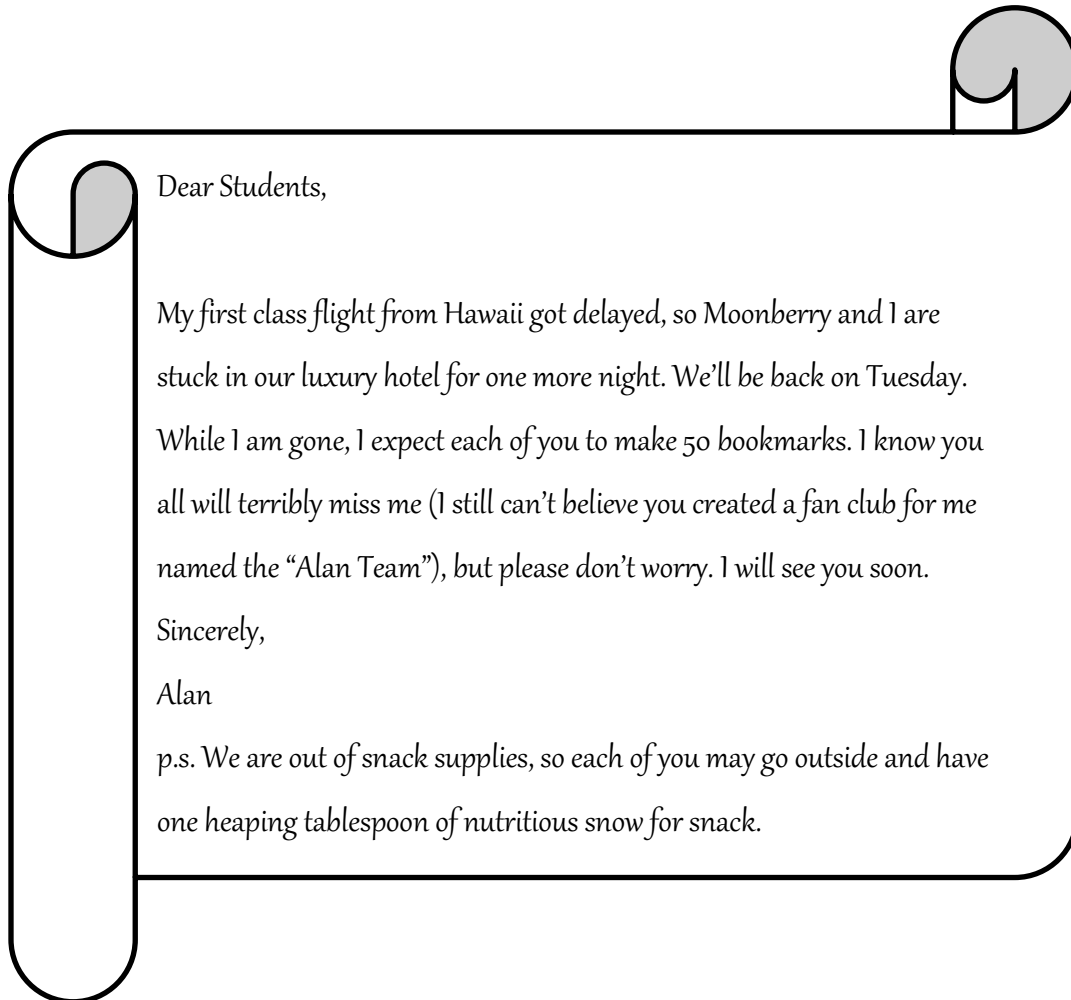 Dear Students,
My first class flight from Hawaii got delayed, so Moonberry and I are
stuck in our luxury hotel for one more night. We’ll be back on Tuesday.
While I am gone, I expect each of you to make 50 bookmarks. I know you
all will terribly miss me (I still can’t believe you created a fan club for me
named the “Alan Team”), but please don’t worry. I will see you soon.
Sincerely,
Alan
p.s. We are out of snack supplies, so each of you may go outside and have
one heaping tablespoon of nutritious snow for snack.